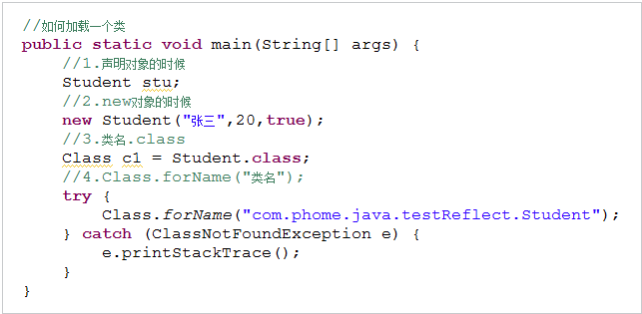 //如何加载一个类
public static void main(String[] args) {
    //1.声明对象的时候
    Student stu;
    //2.new对象的时候
    new Student("张三",20,true);
    //3.类名.class
    Class c1 = Student.class;
    //4.Class.forName("类名");
    try {
        Class.forName("com.phome.java.testReflect.Student");
    } catch (ClassNotFoundException e) {
        e.printStackTrace();
    }
}